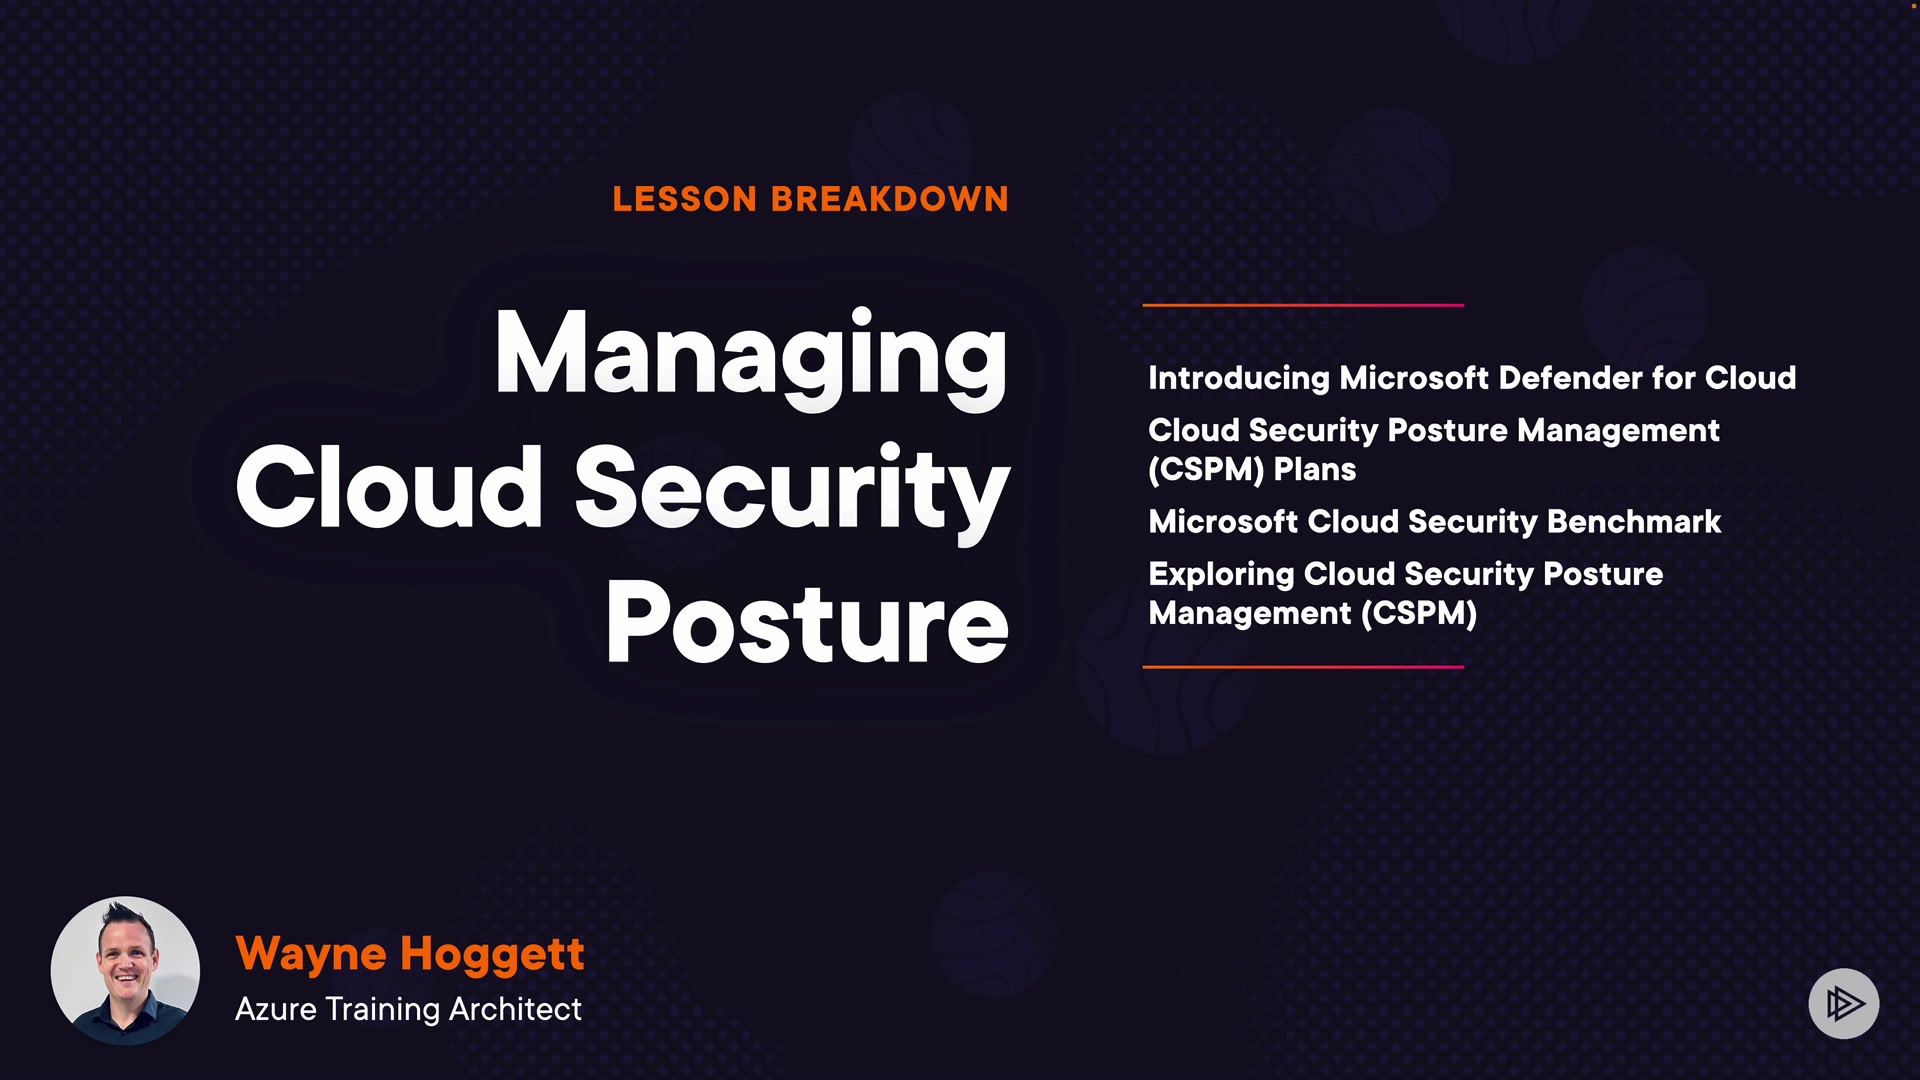 LESSON BREAKDOWN
Managing
Cloud Security
Posture
Introducing Microsoft Defender for Cloud
Cloud Security Posture Management
(CSPM) Plans
Microsoft Cloud Security Benchmark
Exploring Cloud Security Posture
Management (CSPM)
Wayne Hoggett
Azure Training Architect